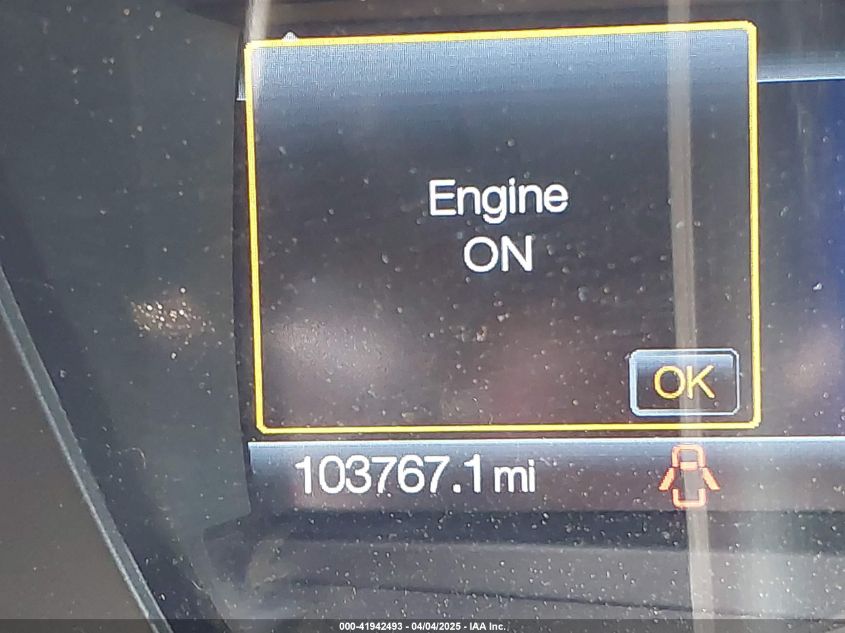 Engine
ON
OK
103767.1 mi
000-41942493 - 04/04/2025 - IAA Inc.